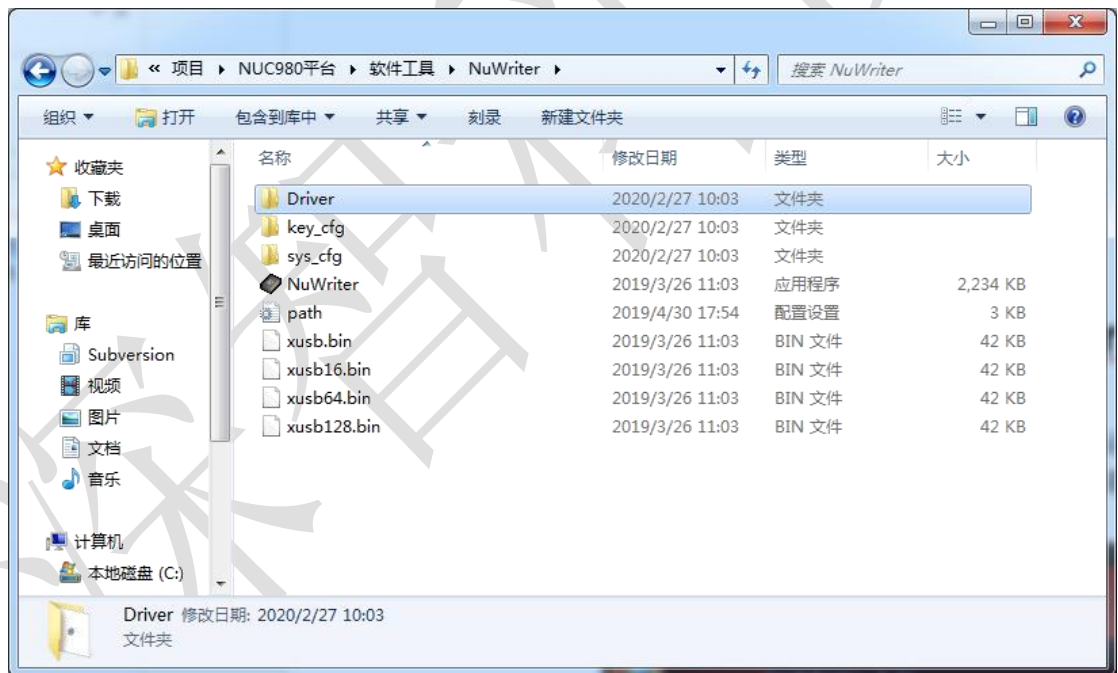 « 项目 ▸ NUC980平台 ▸ 软件工具 ▸ NuWriter ▸ 搜索 NuWriter
组织 打开 包含到库中 共享 刻录 新建文件夹
收藏夹
下载
桌面
最近访问的位置
库
Subversion
视频
图片
文档
音乐
计算机
本地磁盘 (C:)
名称 修改日期 类型 大小
Driver 2020/2/27 10:03 文件夹
key_cfg 2020/2/27 10:03 文件夹
sys_cfg 2020/2/27 10:03 文件夹
NuWriter 2019/3/26 11:03 应用程序 2,234 KB
path 2019/4/30 17:54 配置设置 3 KB
xusb.bin 2019/3/26 11:03 BIN 文件 42 KB
xusb16.bin 2019/3/26 11:03 BIN 文件 42 KB
xusb64.bin 2019/3/26 11:03 BIN 文件 42 KB
xusb128.bin 2019/3/26 11:03 BIN 文件 42 KB
Driver 修改日期: 2020/2/27 10:03
文件夹